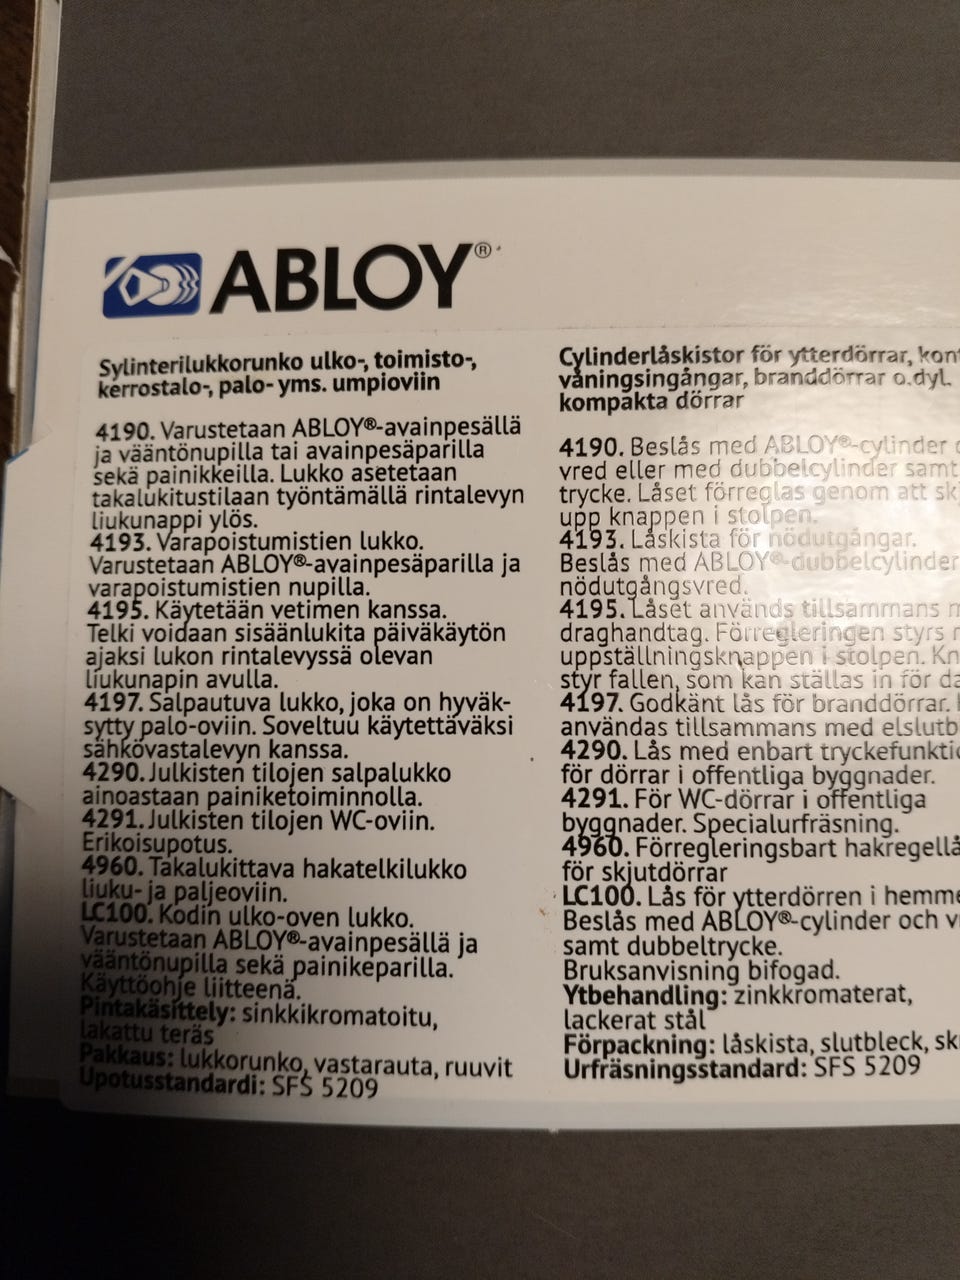 ABLOY®
Sylinterilukkorunko ulko-, toimisto-,
kerrostalo-, palo- yms. umpioviin
4190. Varustetaan ABLOY®-avainpesällä
ja vääntönupilla tai avainpesäparilla
sekä painikkeilla. Lukko asetetaan
takalukitustilaan työntämällä rintalevyn
liukunappi ylös.
4193. Varapoistumistien lukko.
Varustetaan ABLOY®-avainpesäparilla ja
varapoistumistien nupilla.
4195. Käytetään vetimen kanssa.
Telki voidaan sisäänlukita päiväkäytön
ajaksi lukon rintalevyssä olevan
liukunapin avulla.
4197. Salpautuva lukko, joka on hyväk-
sytty palo-oviin. Soveltuu käytettäväksi
sähkövastalevyn kanssa.
4290. Julkisten tilojen salpalukko
ainoastaan painiketoiminnolla.
4291. Julkisten tilojen WC-oviin.
Erikoisupotus.
4960. Takalukittava hakatelkilukko
liuku- ja paljeoviin.
LC100. Kodin ulko-oven lukko.
Varustetaan ABLOY®-avainpesällä ja
vääntönupilla sekä painikeparilla.
Käyttöohje liitteenä.
Pintakäsittely: sinkkikromatoitu,
lakattu teräs
Pakkaus: lukkorunko, vastarauta, ruuvit
Upotusstandardi: SFS 5209
Cylinderlåskistor för ytterdörrar, kont
våningsingångar, branddörrar o.dyl.
kompakta dörrar
4190. Beslås med ABLOY®-cylinder
vred eller med dubbelcylinder samt
trycke. Låset förreglas genom att sk
upp knappen i stolpen.
4193. Låskista för nödutgångar.
Beslås med ABLOY®-dubbelcylinder
nödutgångsvred.
4195. Låset används tillsammans m
draghandtag. Förregleringen styrs
uppställningsknappen i stolpen. Kn
styr fallen, som kan ställas in för da
4197. Godkänt lås för branddörrar.
användas tillsammans med elslutb
4290. Lås med enbart tryckefunktio
för dörrar i offentliga byggnader.
4291. För WC-dörrar i offentliga
byggnader. Specialurfräsning.
4960. Förregleringsbart hakregellå
för skjutdörrar
LC100. Lås för ytterdörren i hemme
Beslås med ABLOY®-cylinder och v
samt dubbeltrycke.
Bruksanvisning bifogad.
Ytbehandling: zinkkromaterat,
lackerat stål
Förpackning: låskista, slutbleck, sk
Urfräsningsstandard: SFS 5209